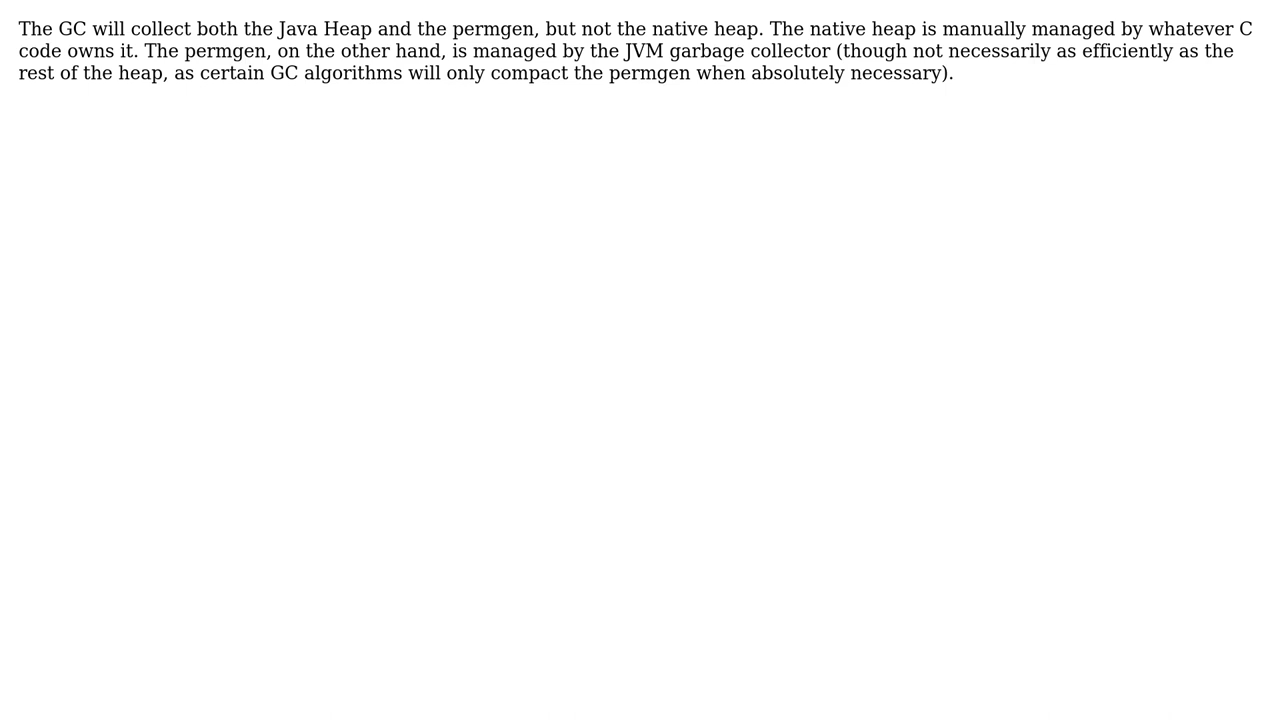 The GC will collect both the Java Heap and the permgen, but not the native heap. The native heap is manually managed by whatever C
code owns it. The permgen, on the other hand, is managed by the JVM garbage collector (though not necessarily as efficiently as the
rest of the heap, as certain GC algorithms will only compact the permgen when absolutely necessary).